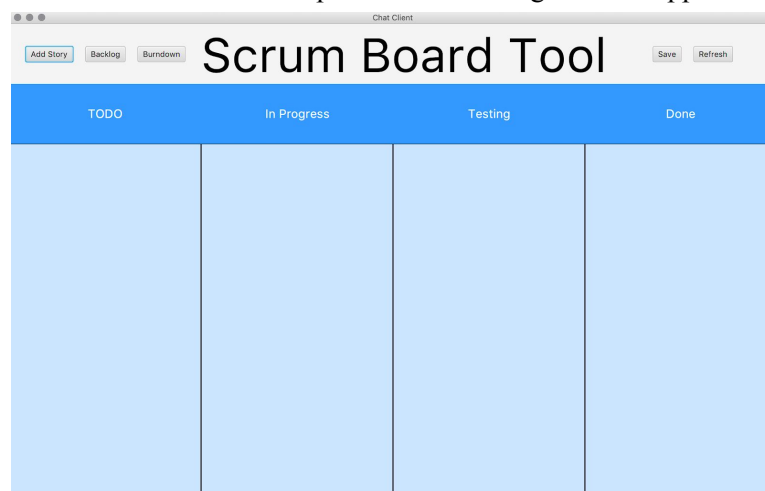 Chat Client
Add Story Backlog Burndown Scrum Board Tool Save Refresh
TODO In Progress Testing Done